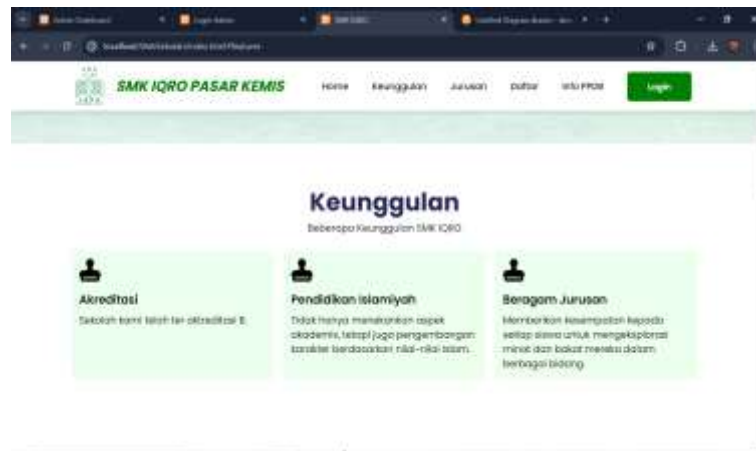 Login Admin
SMK IQRO PASAR KEMIS
Home Keunggulan Jurusan Daftar Info PPDB Login
Keunggulan
Beberapa Keunggulan SMK IQRO
Akreditasi
Sekolah kami telah ter akreditasi B.
Pendidikan Islamiyah
Tidak hanya menekankan aspek
akademis, tetapi juga pengembangan
karakter berdasarkan nilai-nilai Islam.
Beragam Jurusan
Memberikan kesempatan kepada
setiap siswa untuk mengeksplorasi
minat dan bakat mereka dalam
berbagai bidang.